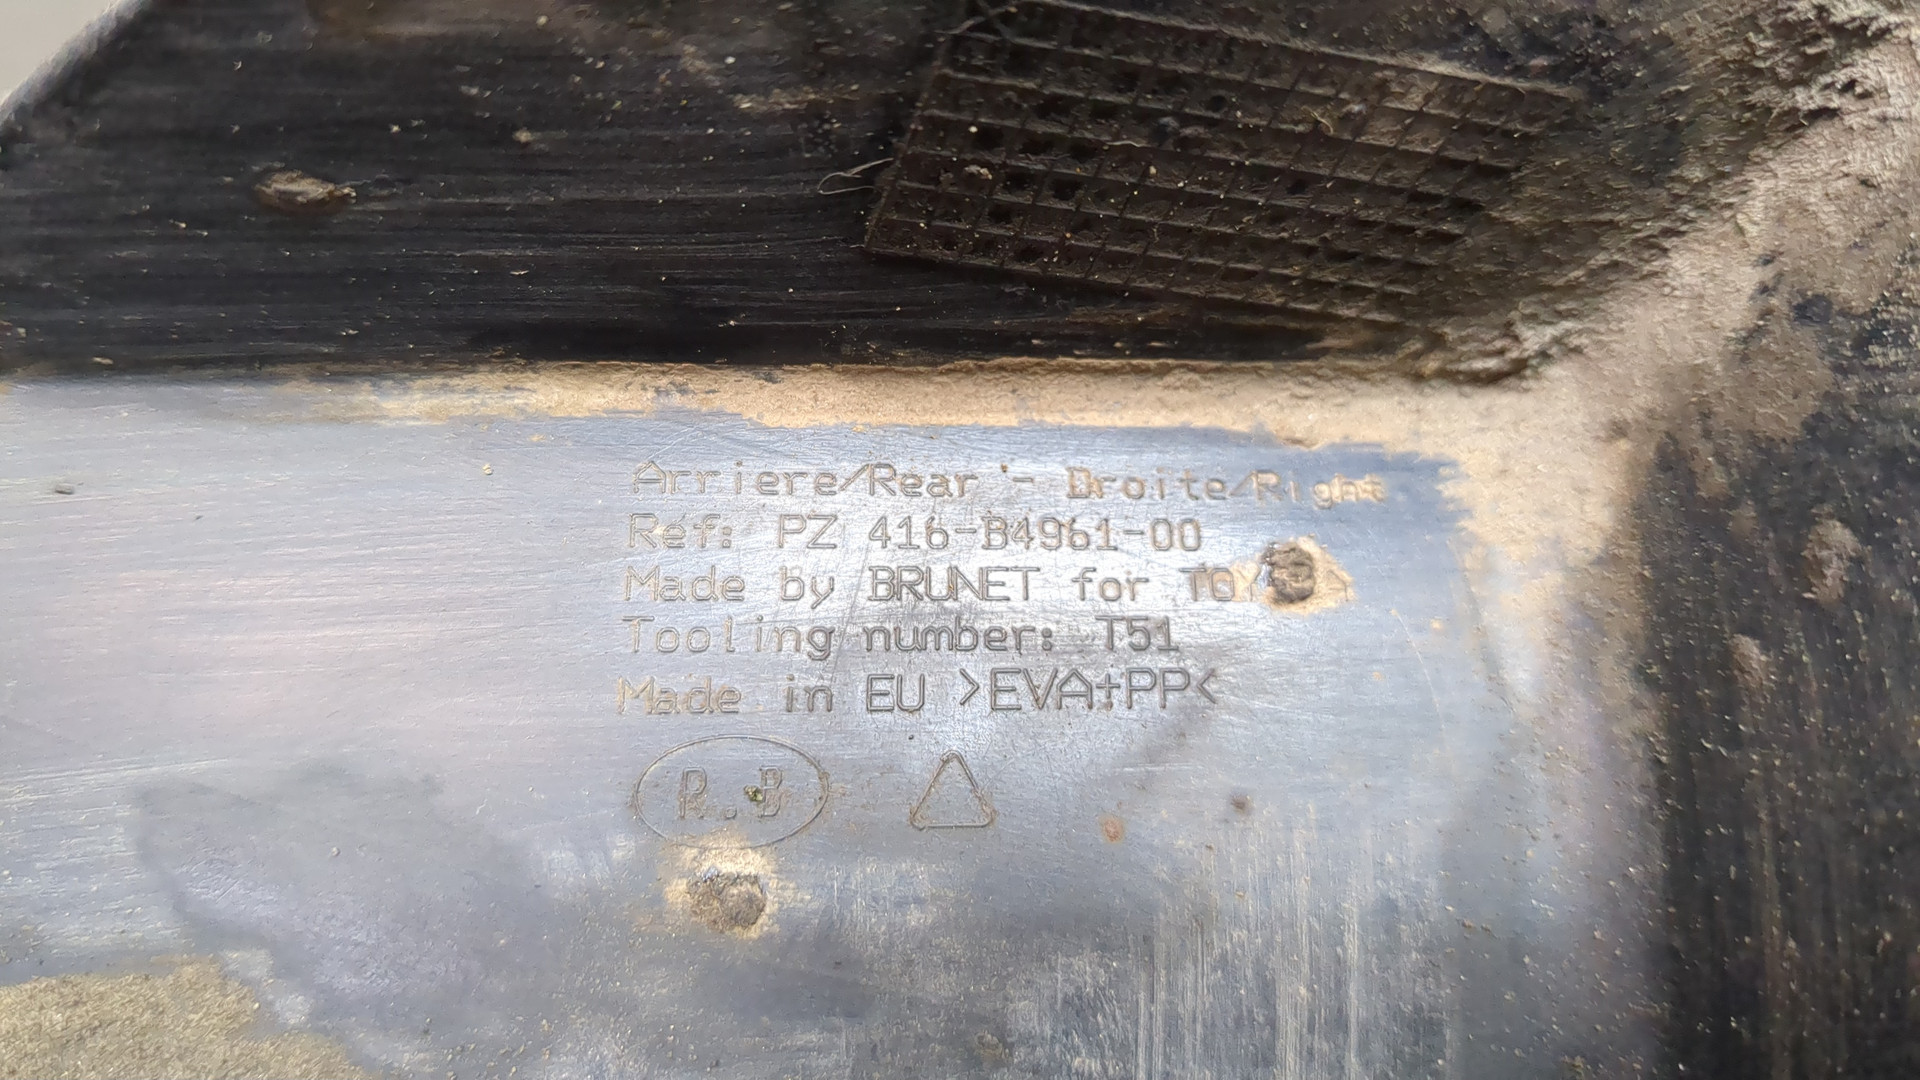 Arriere/Rear - Droite/Right
Ref: PZ 416-B4961-00
Made by BRUNET for
Tooling number: T51
Made in EU >EVA+PP<
R.B